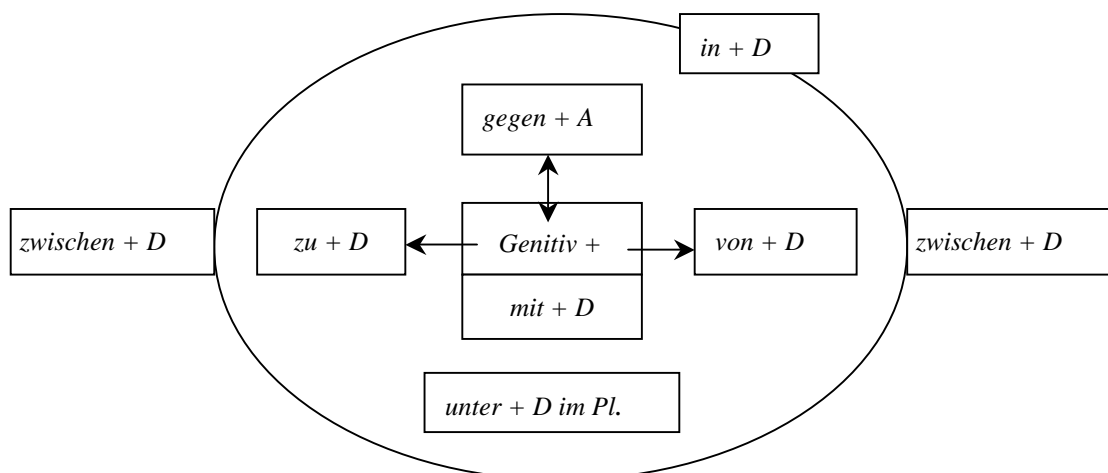 in + D
gegen + A
zwischen + D
zu + D
Genitiv +
von + D
zwischen + D
mit + D
unter + D im Pl.